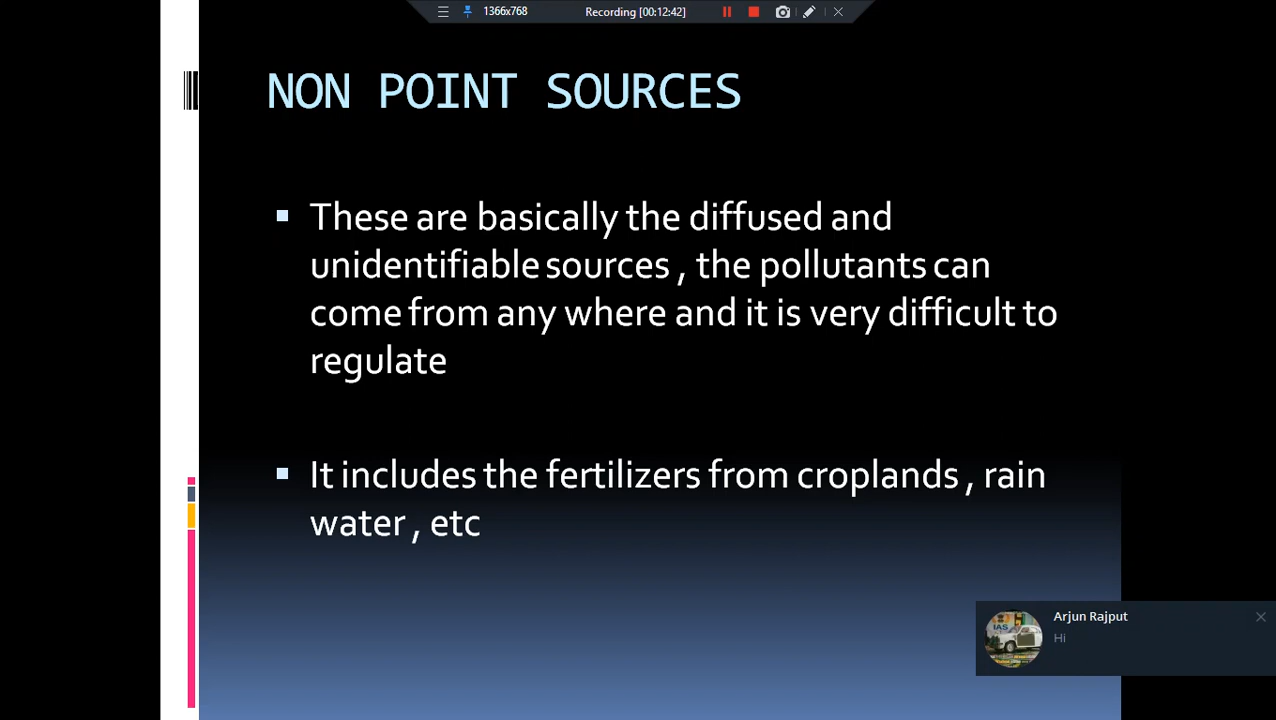 1366x768 Recording [00:12:42]
NON POINT SOURCES
These are basically the diffused and
unidentifiable sources , the pollutants can
come from any where and it is very difficult to
regulate
It includes the fertilizers from croplands , rain
water , etc
Arjun Rajput
IAS
Hi